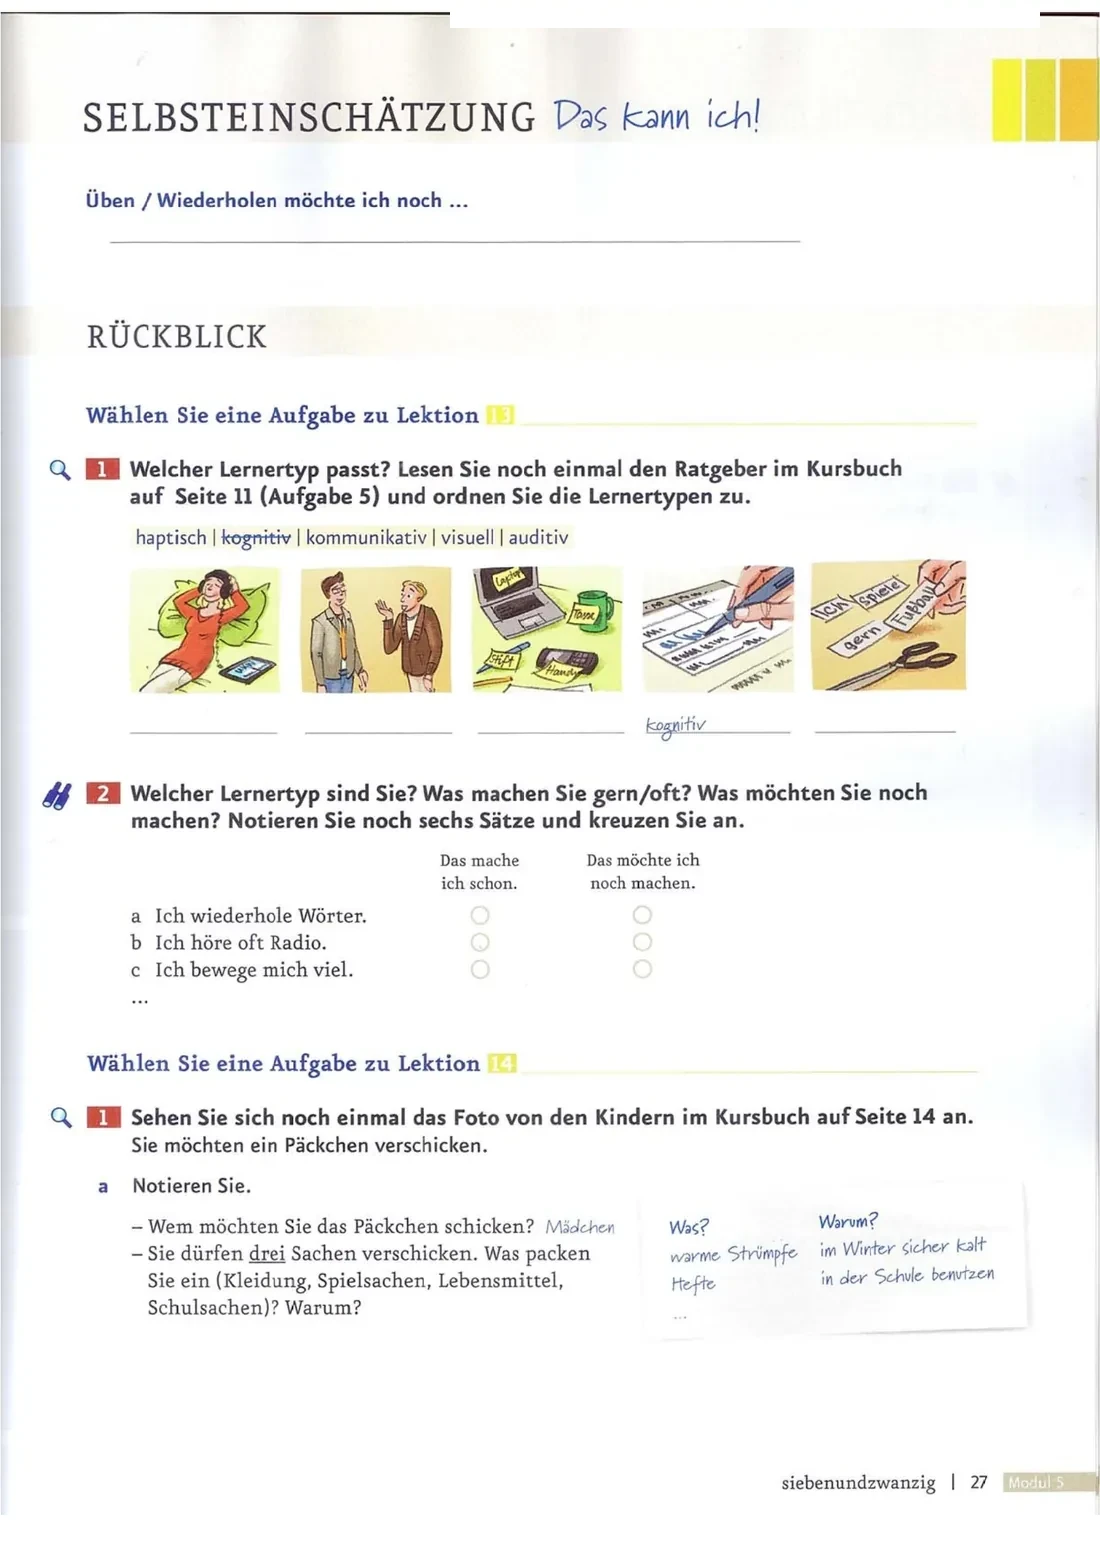 SELBSTEINSCHÄTZUNG Das kann ich!
Üben / Wiederholen möchte ich noch ...
RÜCKBLICK
Wählen Sie eine Aufgabe zu Lektion 13
1 Welcher Lernertyp passt? Lesen Sie noch einmal den Ratgeber im Kursbuch
auf Seite 11 (Aufgabe 5) und ordnen Sie die Lernertypen zu.
haptisch | kognitiv | kommunikativ | visuell | auditiv
Laptop
Tasse
Stift
Handy
Ich
spiele
gern
Fußball
kognitiv
2 Welcher Lernertyp sind Sie? Was machen Sie gern/oft? Was möchten Sie noch
machen? Notieren Sie noch sechs Sätze und kreuzen Sie an.
Das mache Das möchte ich
ich schon. noch machen.
a Ich wiederhole Wörter.
b Ich höre oft Radio.
c Ich bewege mich viel.
...
Wählen Sie eine Aufgabe zu Lektion 14
1 Sehen Sie sich noch einmal das Foto von den Kindern im Kursbuch auf Seite 14 an.
Sie möchten ein Päckchen verschicken.
a Notieren Sie.
– Wem möchten Sie das Päckchen schicken? Mädchen
– Sie dürfen drei Sachen verschicken. Was packen
Sie ein (Kleidung, Spielsachen, Lebensmittel,
Schulsachen)? Warum?
Was? Warum?
warme Strümpfe im Winter sicher kalt
Hefte in der Schule benutzen
...
siebenundzwanzig | 27 Modul 5